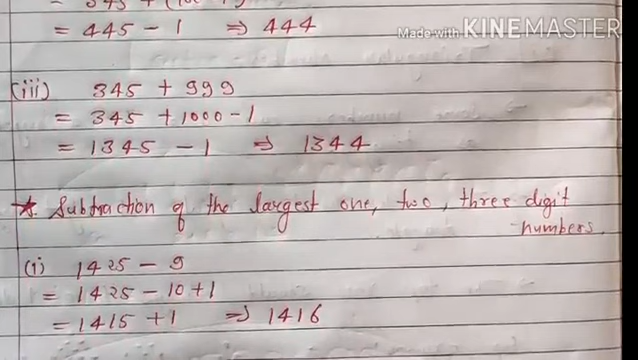 = 445 - 1 ⇒ 444
Made with KINEMASTER
(iii) 345 + 999
= 345 + 1000 - 1
= 1345 - 1 ⇒ 1344
* Subtraction of the largest one, two, three digit
numbers.
(i) 1425 - 9
= 1425 - 10 + 1
= 1415 + 1 ⇒ 1416